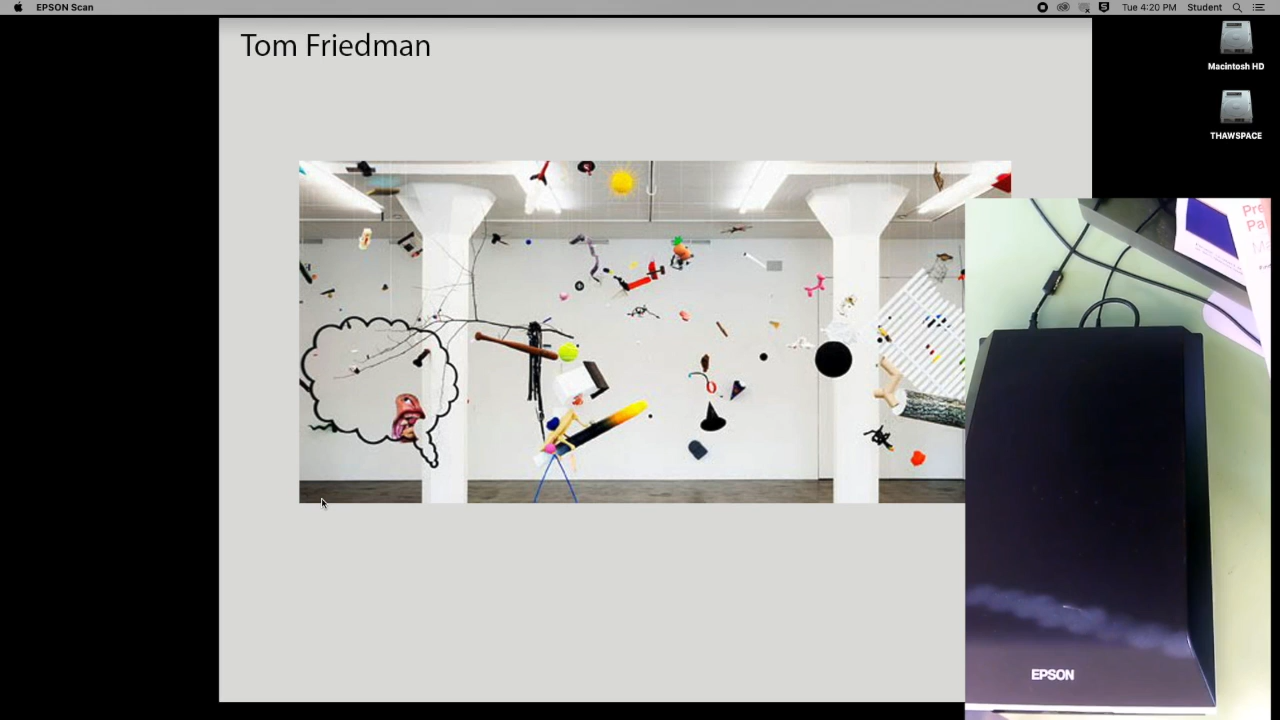 EPSON Scan
Tue 4:20 PM Student
Tom Friedman
Macintosh HD
THAWSPACE
EPSON